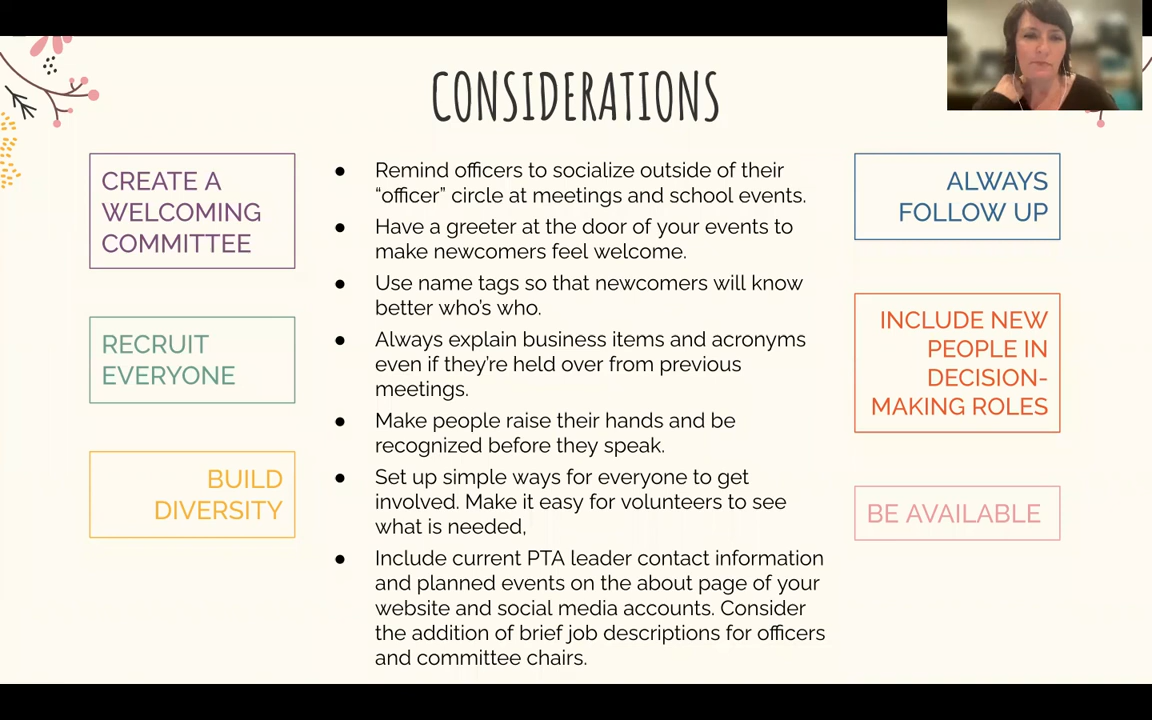 CONSIDERATIONS
CREATE A
WELCOMING
COMMITTEE
RECRUIT
EVERYONE
BUILD
DIVERSITY
● Remind officers to socialize outside of their
“officer” circle at meetings and school events.
● Have a greeter at the door of your events to
make newcomers feel welcome.
● Use name tags so that newcomers will know
better who’s who.
● Always explain business items and acronyms
even if they’re held over from previous
meetings.
● Make people raise their hands and be
recognized before they speak.
● Set up simple ways for everyone to get
involved. Make it easy for volunteers to see
what is needed,
● Include current PTA leader contact information
and planned events on the about page of your
website and social media accounts. Consider
the addition of brief job descriptions for officers
and committee chairs.
ALWAYS
FOLLOW UP
INCLUDE NEW
PEOPLE IN
DECISION-
MAKING ROLES
BE AVAILABLE